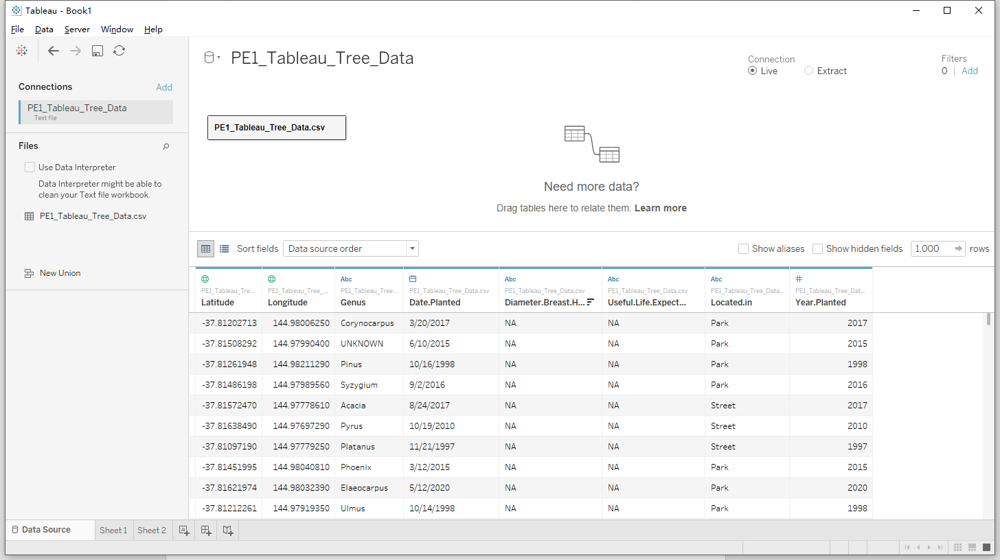 Tableau - Book1
File Data Server Window Help
PE1_Tableau_Tree_Data
Connection
Live Extract
Filters
0 Add
Connections Add
PE1_Tableau_Tree_Data
Text file
Files
Use Data Interpreter
Data Interpreter might be able to
clean your Text file workbook.
PE1_Tableau_Tree_Data.csv
New Union
PE1_Tableau_Tree_Data.csv
Need more data?
Drag tables here to relate them. Learn more
Sort fields Data source order Show aliases Show hidden fields 1,000 rows
Abc Abc Abc Abc #
PE1_Tableau_Tre... PE1_Tableau_Tree_... PE1_Tableau_Tree... PE1_Tableau_Tree_Data.csv PE1_Tableau_Tree_Data.csv PE1_Tableau_Tree_Data.csv PE1_Tableau_Tree_Data... PE1_Tableau_Tree_Dat...
Latitude Longitude Genus Date.Planted Diameter.Breast.H... Useful.Life.Expect... Located.in Year.Planted
-37.81202713 144.98006250 Corynocarpus 3/20/2017 NA NA Park 2017
-37.81508292 144.97990400 UNKNOWN 6/10/2015 NA NA Park 2015
-37.81261948 144.98211290 Pinus 10/16/1998 NA NA Park 1998
-37.81486198 144.97989560 Syzygium 9/2/2016 NA NA Park 2016
-37.81572470 144.97778610 Acacia 8/24/2017 NA NA Street 2017
-37.81638490 144.97697290 Pyrus 10/19/2010 NA NA Street 2010
-37.81097190 144.97779250 Platanus 11/21/1997 NA NA Street 1997
-37.81451995 144.98040810 Phoenix 3/12/2015 NA NA Park 2015
-37.81621974 144.98032390 Elaeocarpus 5/12/2020 NA NA Park 2020
-37.81212261 144.97919350 Ulmus 10/14/1998 NA NA Park 1998
Data Source Sheet 1 Sheet 2